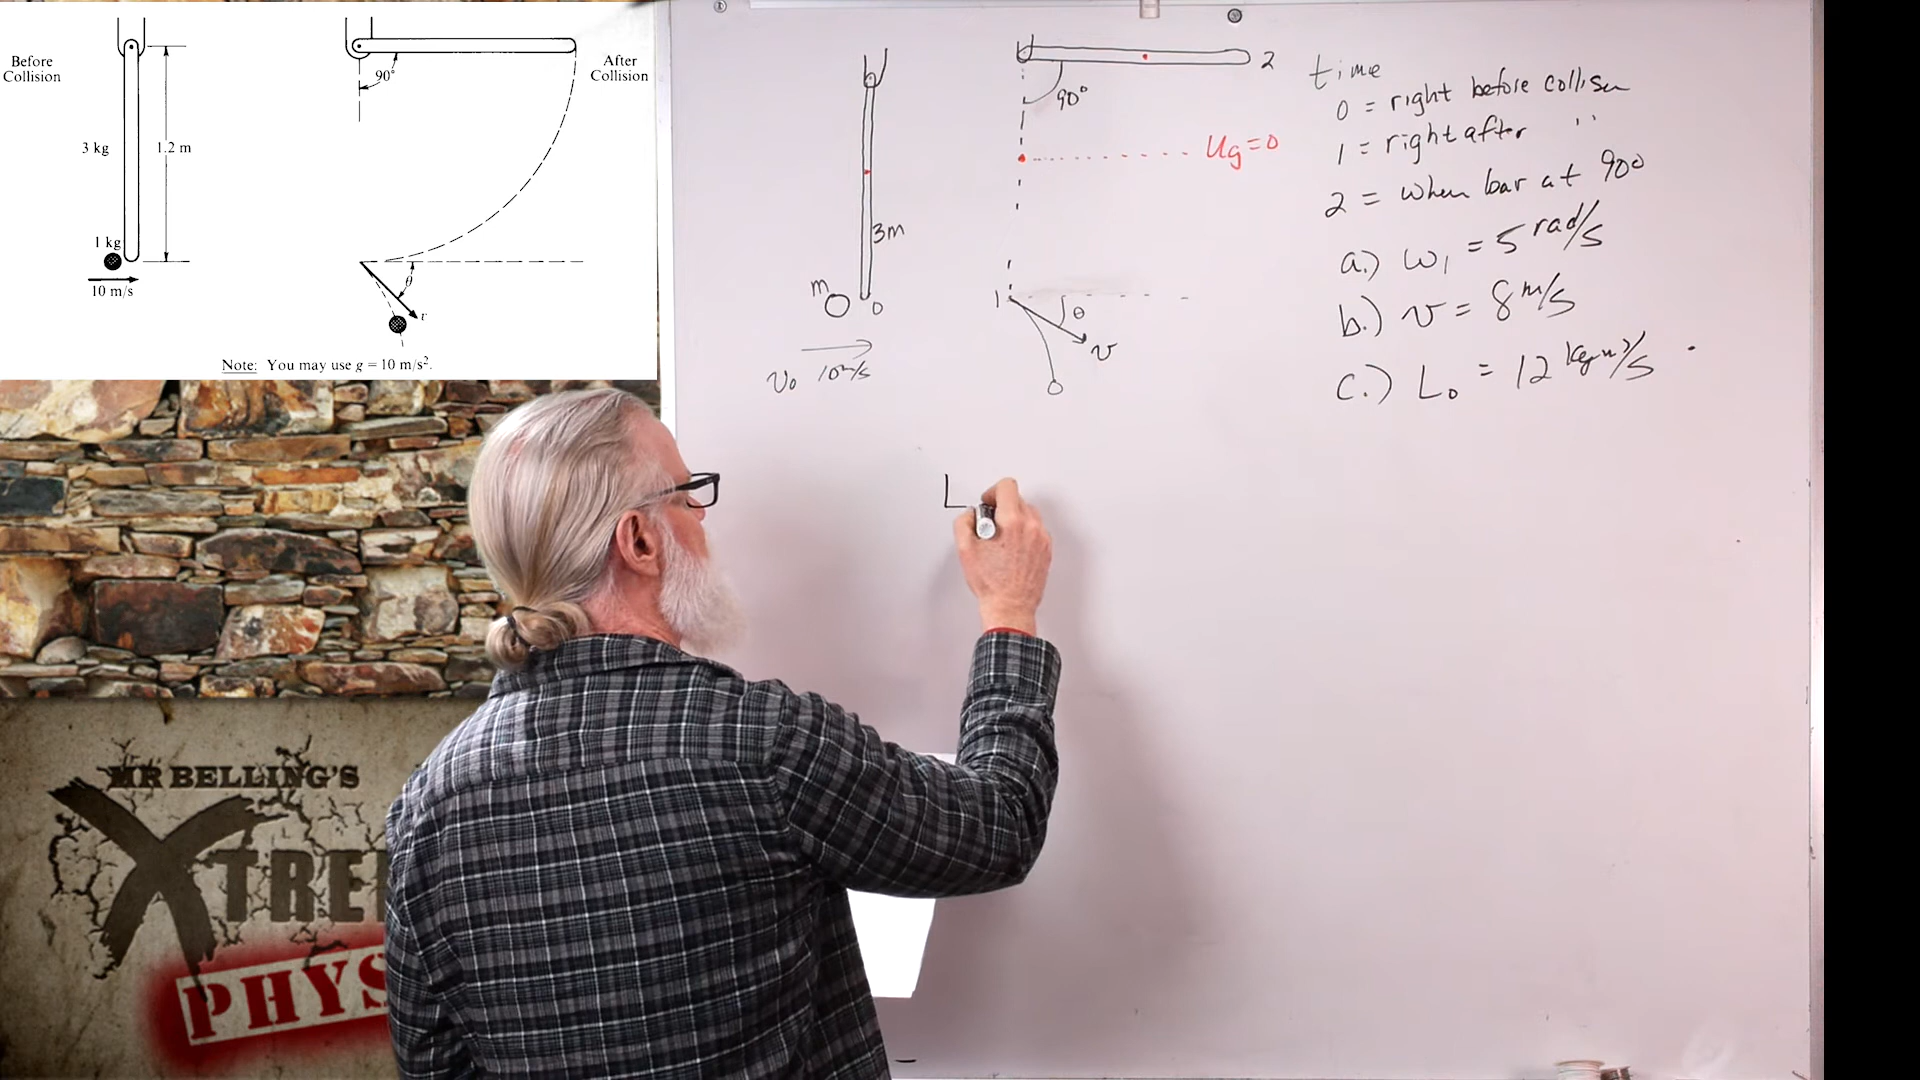 Before
Collision
After
Collision
90°
3 kg
1.2 m
1 kg
10 m/s
θ
v
Note: You may use g = 10 m/s².
2
90°
Ug=0
3m
m
0
1
θ
v
v₀ 10 m/s
time
0 = right before collision
1 = right after "
2 = when bar at 90°
a.) ω₁ = 5 rad/s
b.) v = 8 m/s
c.) L₀ = 12 kg m²/s
L
MR BELLING'S
XTRE
PHYS